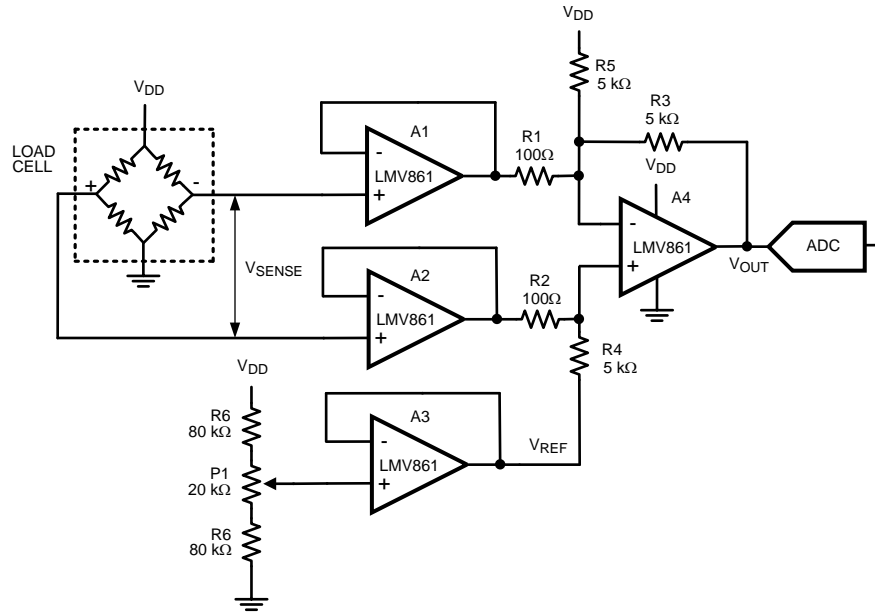 VDD
R5
5 kΩ
R3
5 kΩ
VDD
LOAD
CELL
+
-
A1
-
LMV861
+
R1
100Ω
VDD
A4
-
LMV861
+
VOUT
ADC
VSENSE
A2
-
LMV861
+
R2
100Ω
R4
5 kΩ
VDD
R6
80 kΩ
P1
20 kΩ
R6
80 kΩ
A3
-
LMV861
+
VREF